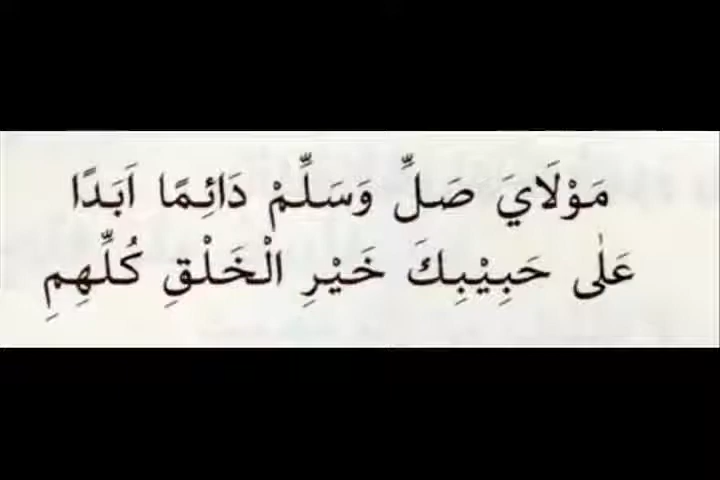 مَوْلَايَ صَلِّ وَسَلِّمْ دَائِمًا اَبَدًا
عَلٰى حَبِيْبِكَ خَيْرِ الْخَلْقِ كُلِّهِمِ